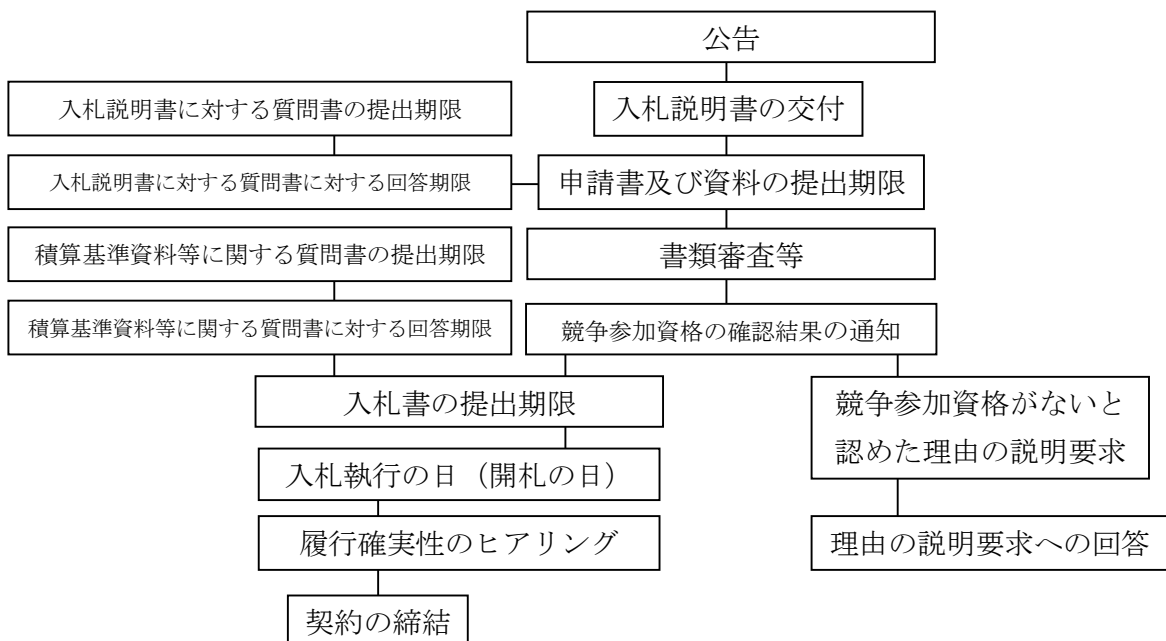 公告
入札説明書に対する質問書の提出期限
入札説明書の交付
入札説明書に対する質問書に対する回答期限
申請書及び資料の提出期限
積算基準資料等に関する質問書の提出期限
書類審査等
積算基準資料等に関する質問書に対する回答期限
競争参加資格の確認結果の通知
入札書の提出期限
競争参加資格がないと
認めた理由の説明要求
入札執行の日（開札の日）
履行確実性のヒアリング
理由の説明要求への回答
契約の締結